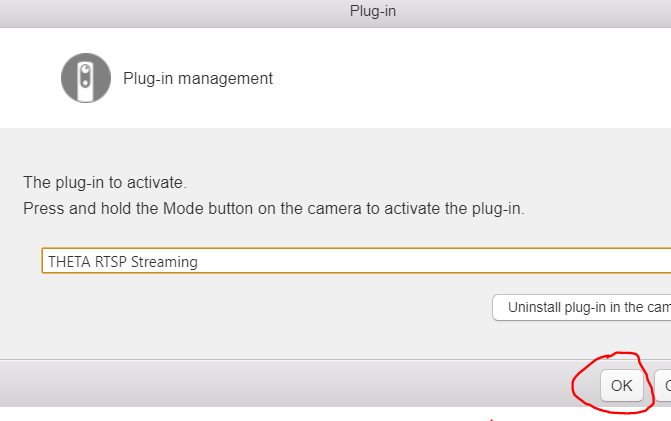 Plug-in
Plug-in management
The plug-in to activate.
Press and hold the Mode button on the camera to activate the plug-in.
THETA RTSP Streaming
Uninstall plug-in in the cam
OK